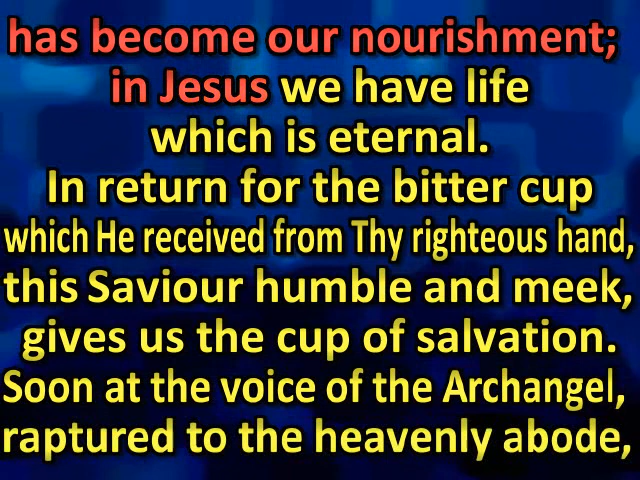 has become our nourishment;
in Jesus we have life
which is eternal.
In return for the bitter cup
which He received from Thy righteous hand,
this Saviour humble and meek,
gives us the cup of salvation.
Soon at the voice of the Archangel,
raptured to the heavenly abode,